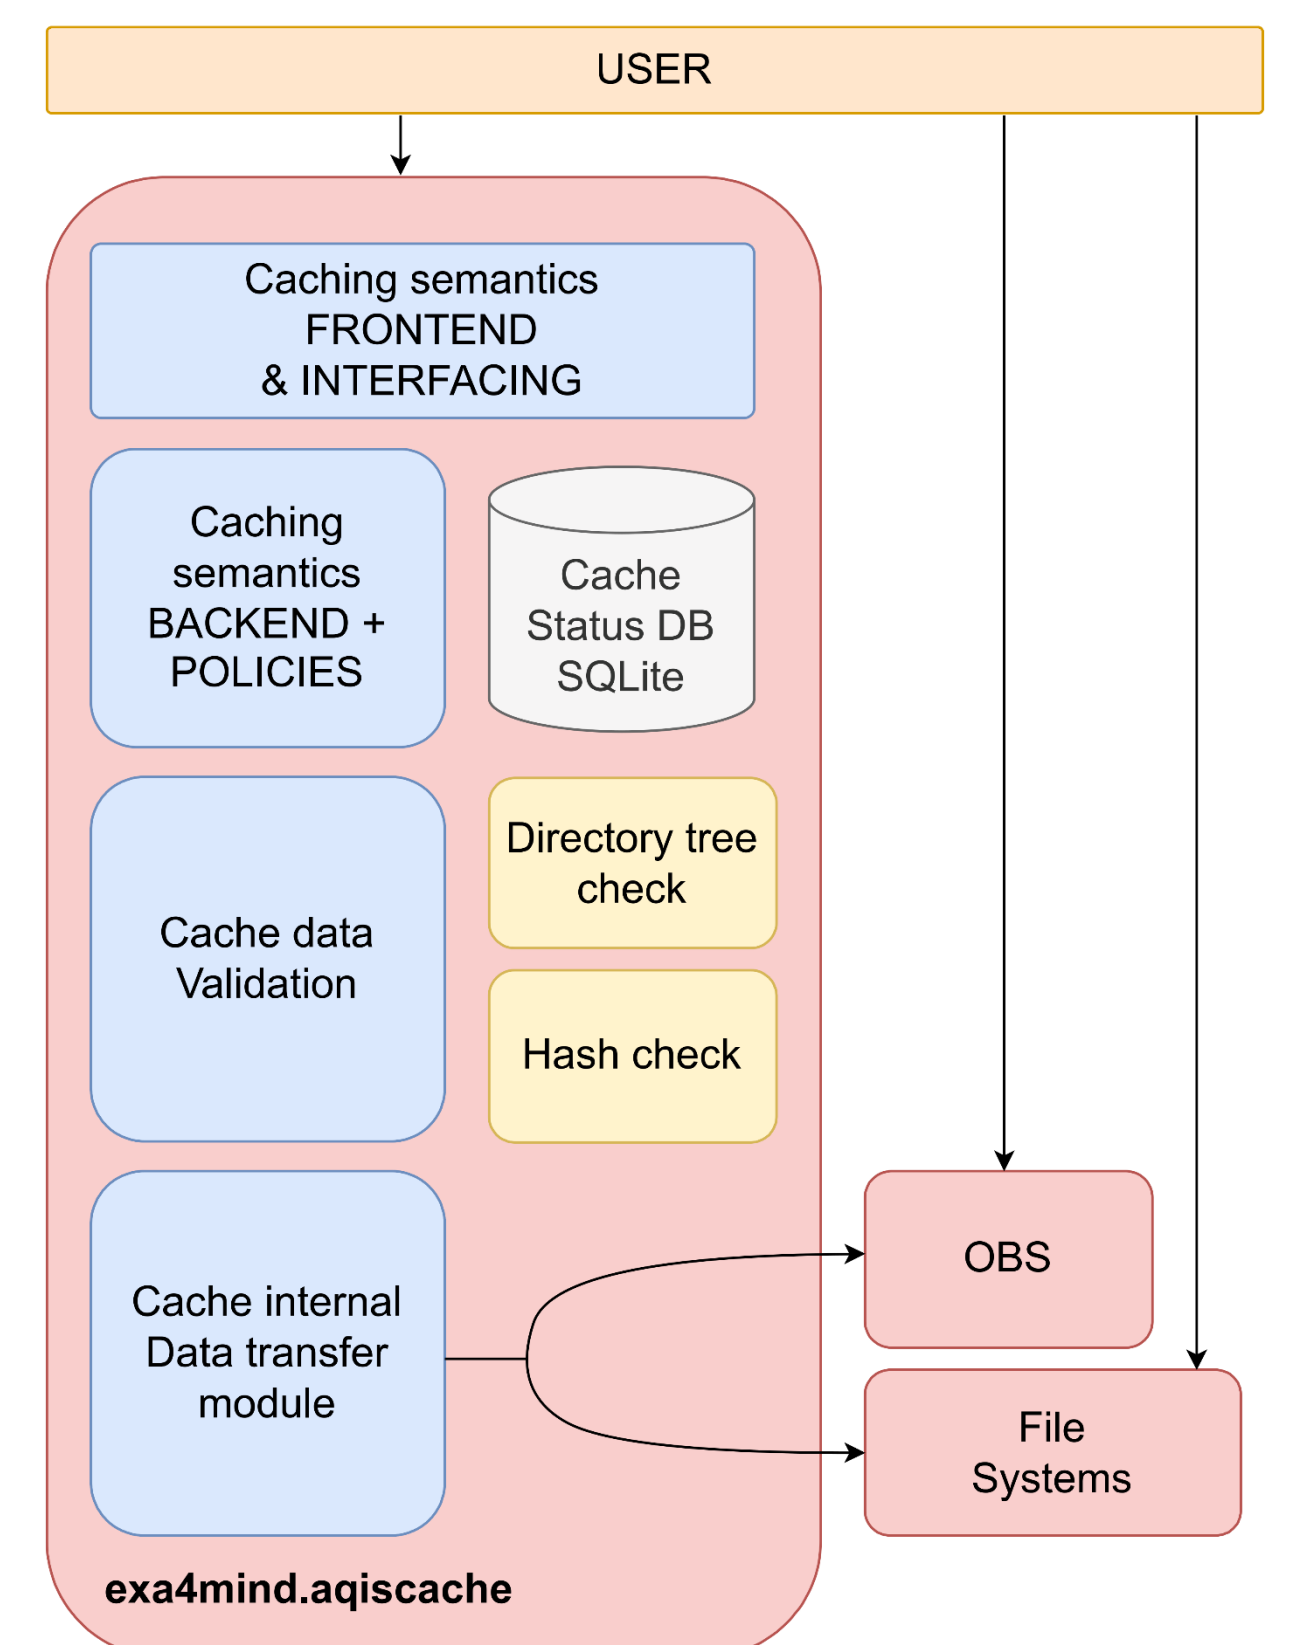 USER
Caching semantics
FRONTEND
& INTERFACING
Caching
semantics
BACKEND +
POLICIES
Cache
Status DB
SQLite
Cache data
Validation
Directory tree
check
Hash check
Cache internal
Data transfer
module
OBS
File
Systems
exa4mind.aqiscache